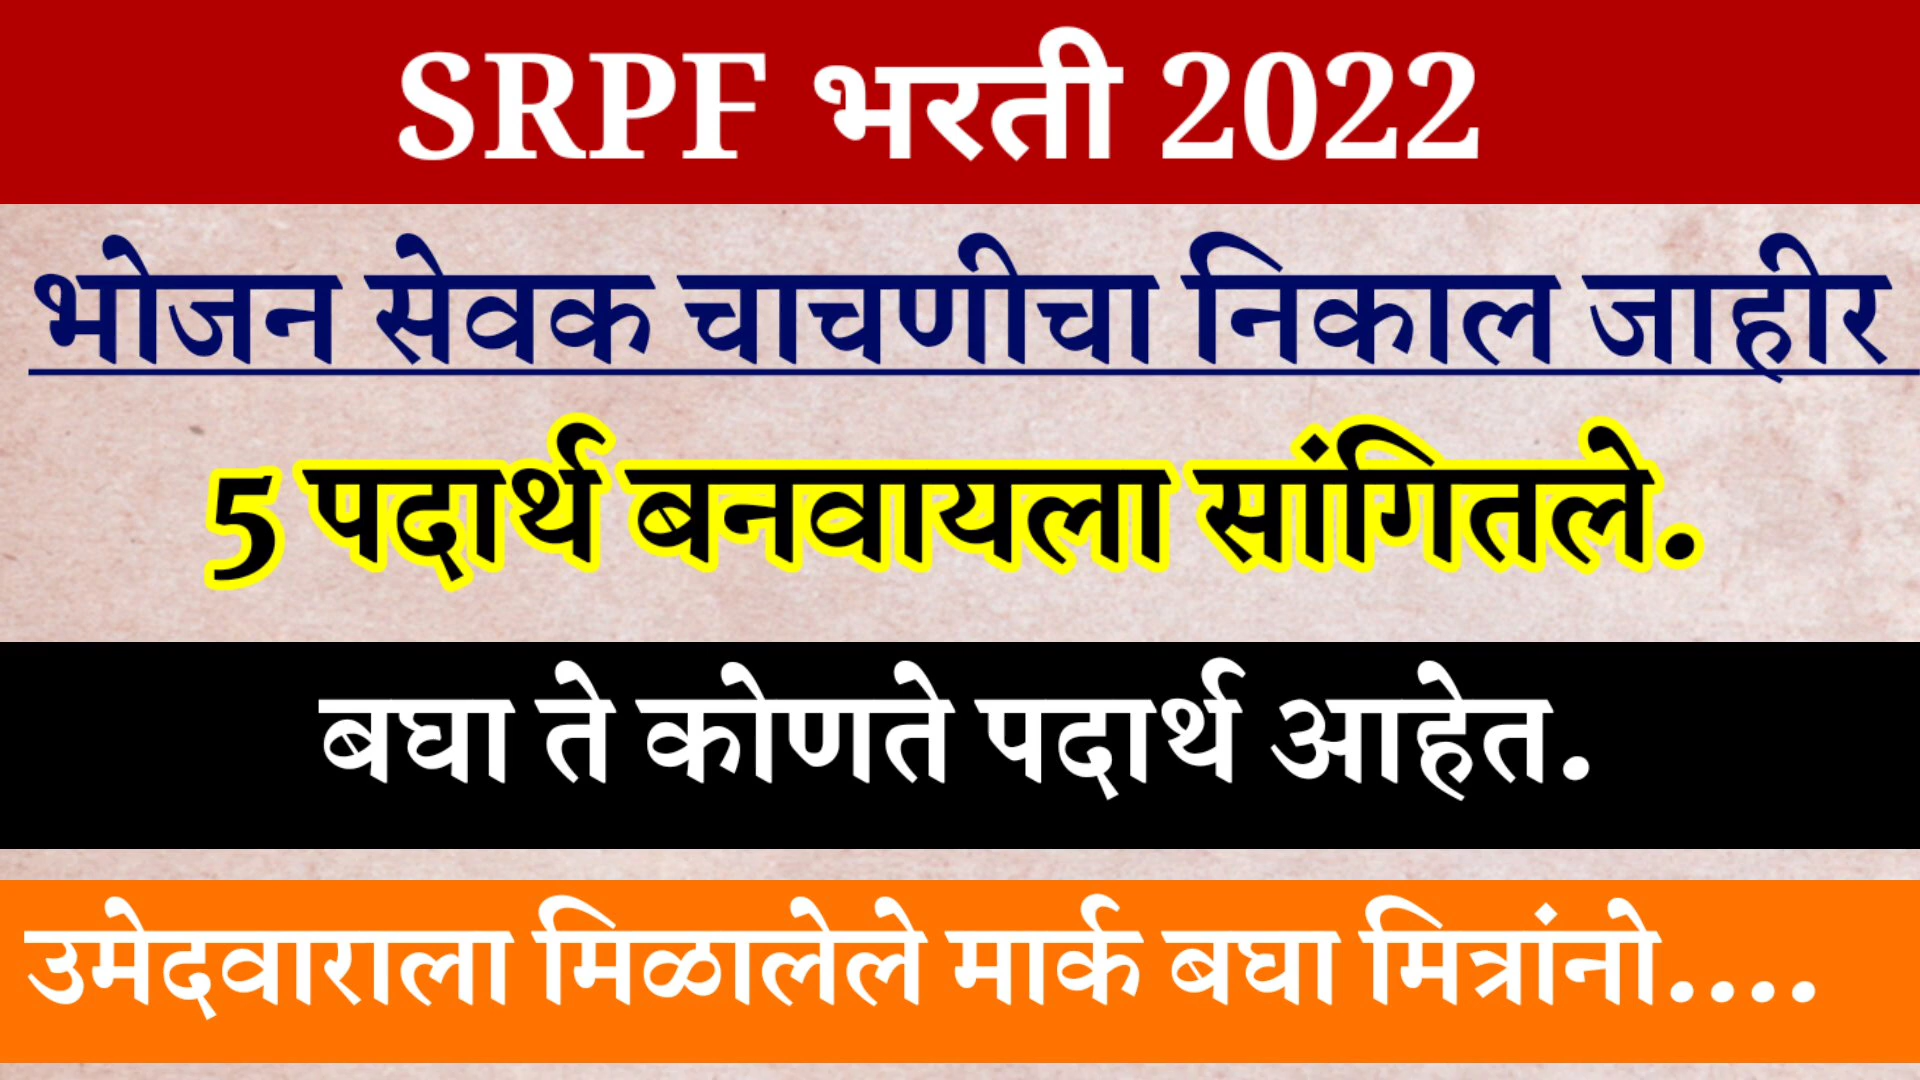 SRPF भरती 2022
भोजन सेवक चाचणीचा निकाल जाहीर
5 पदार्थ बनवायला सांगितले.
बघा ते कोणते पदार्थ आहेत.
उमेदवाराला मिळालेले मार्क बघा मित्रांनो....